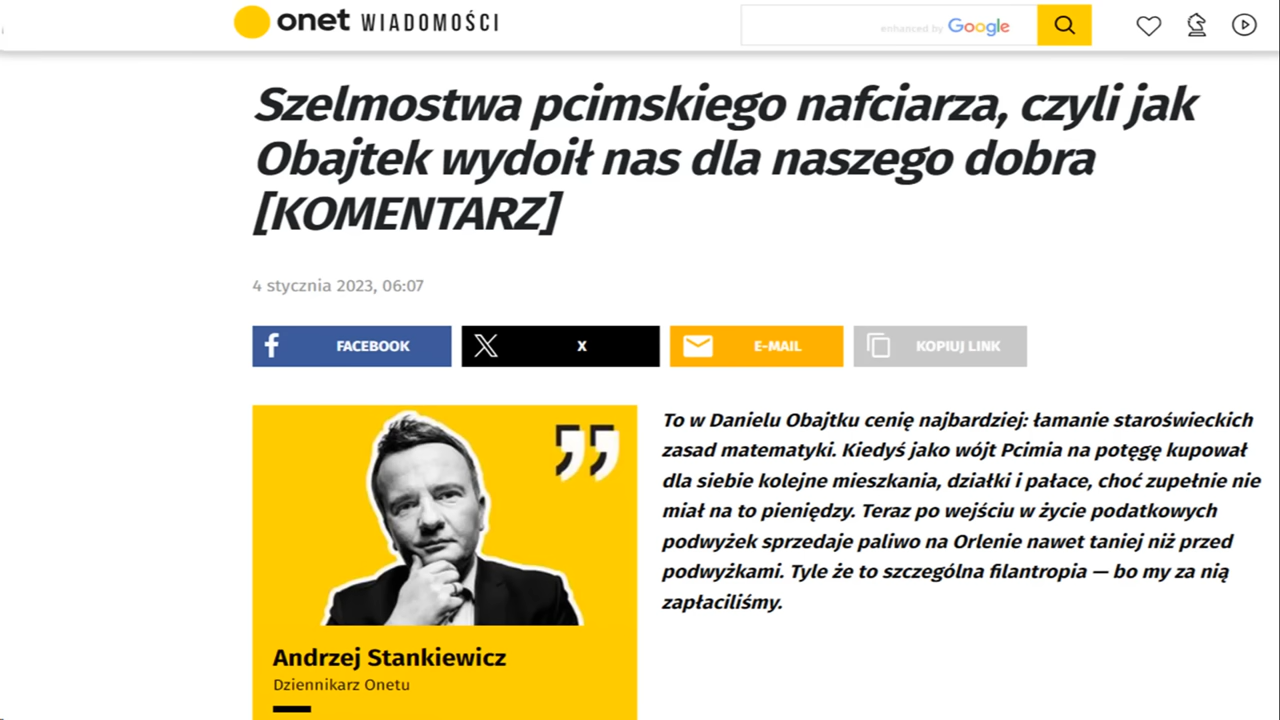 onet WIADOMOŚCI
enhanced by Google
Szelmostwa pcimskiego nafciarza, czyli jak
Obajtek wydoił nas dla naszego dobra
[KOMENTARZ]
4 stycznia 2023, 06:07
FACEBOOK
X
E-MAIL
KOPIUJ LINK
To w Danielu Obajtku cenię najbardziej: łamanie staroświeckich
zasad matematyki. Kiedyś jako wójt Pcimia na potęgę kupował
dla siebie kolejne mieszkania, działki i pałace, choć zupełnie nie
miał na to pieniędzy. Teraz po wejściu w życie podatkowych
podwyżek sprzedaje paliwo na Orlenie nawet taniej niż przed
podwyżkami. Tyle że to szczególna filantropia — bo my za nią
zapłaciliśmy.
Andrzej Stankiewicz
Dziennikarz Onetu